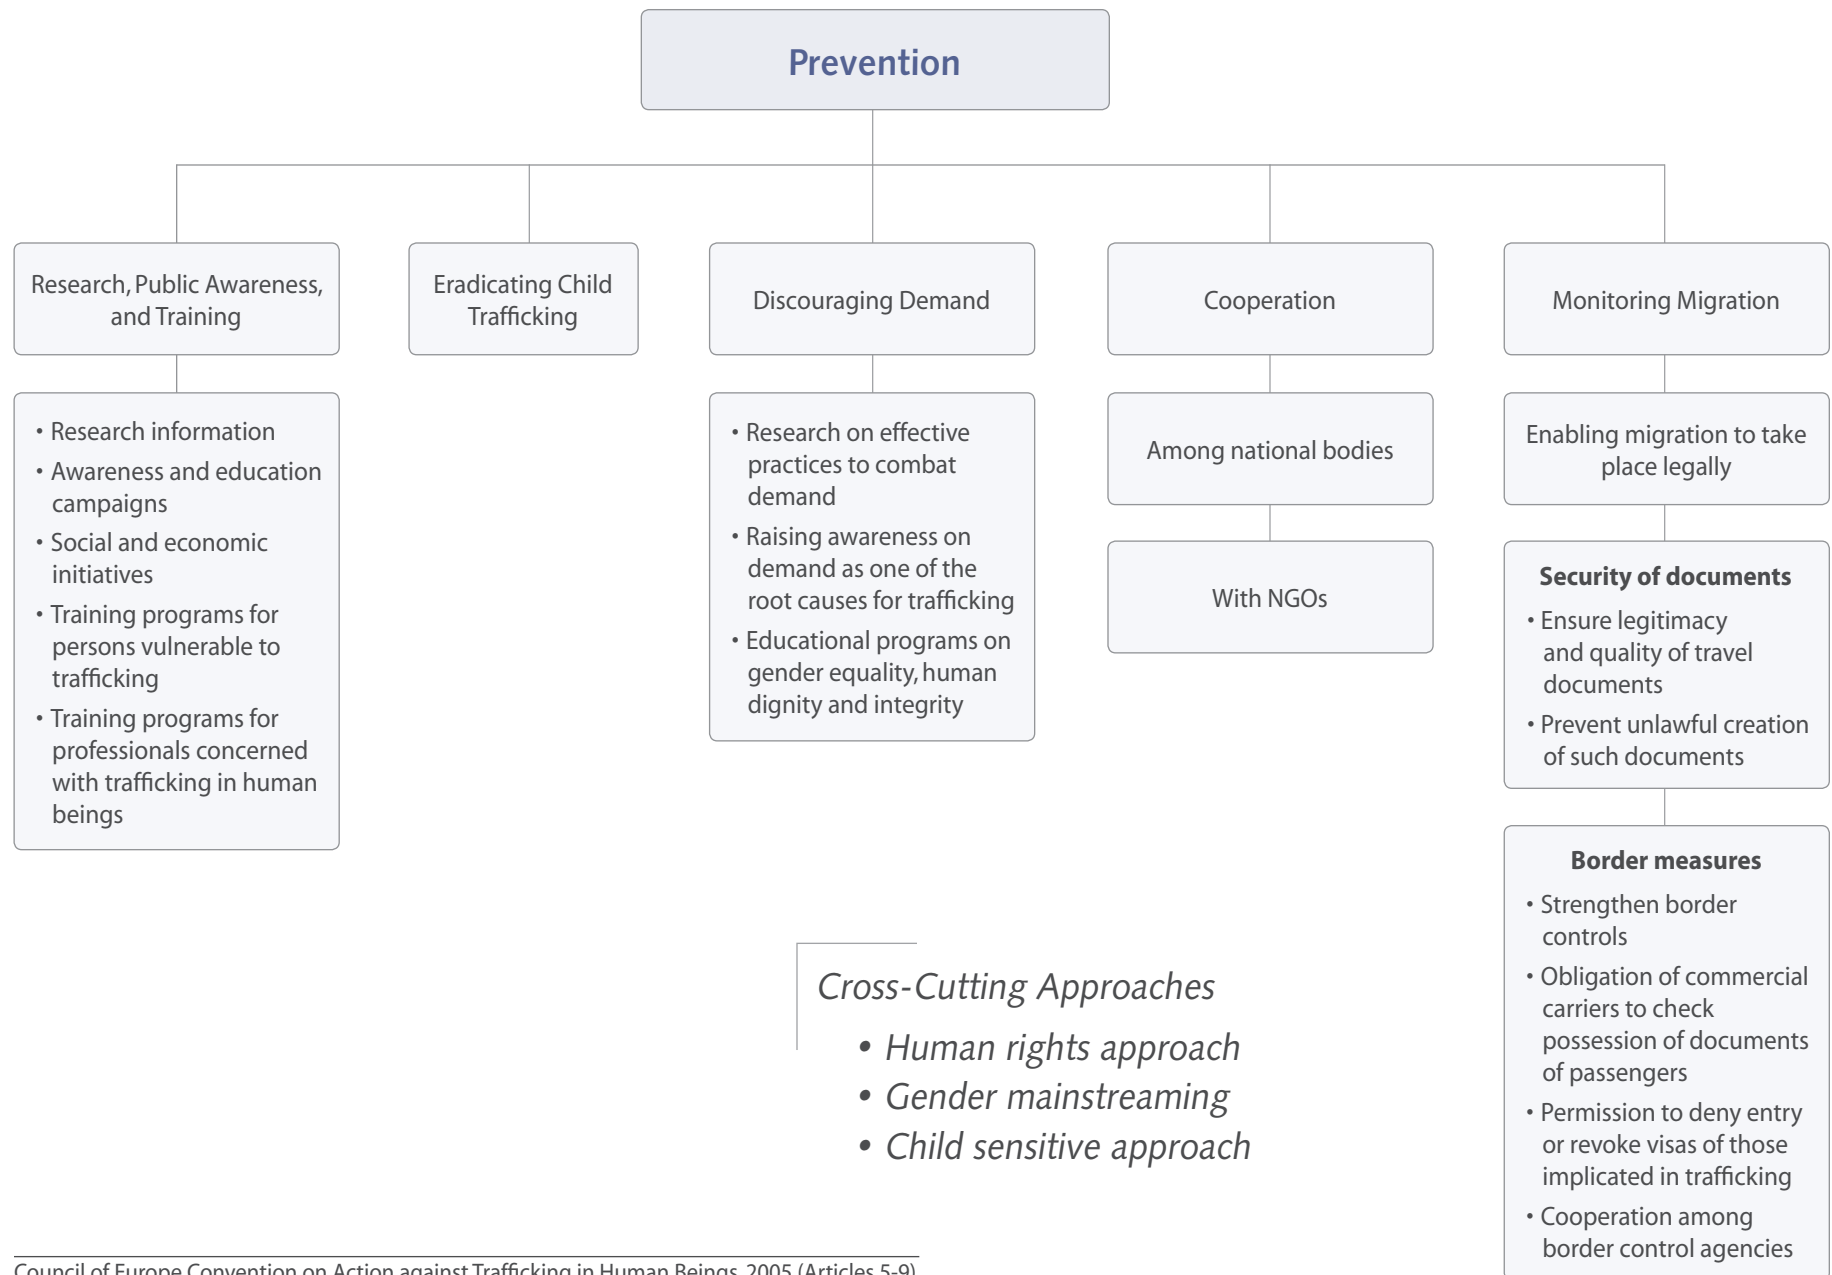 Prevention
Research, Public Awareness,
and Training
• Research information
• Awareness and education
campaigns
• Social and economic
initiatives
• Training programs for
persons vulnerable to
trafficking
• Training programs for
professionals concerned
with trafficking in human
beings
Eradicating Child
Trafficking
Discouraging Demand
• Research on effective
practices to combat
demand
• Raising awareness on
demand as one of the
root causes for trafficking
• Educational programs on
gender equality, human
dignity and integrity
Cooperation
Among national bodies
With NGOs
Monitoring Migration
Enabling migration to take
place legally
Security of documents
• Ensure legitimacy
and quality of travel
documents
• Prevent unlawful creation
of such documents
Border measures
• Strengthen border
controls
• Obligation of commercial
carriers to check
possession of documents
of passengers
• Permission to deny entry
or revoke visas of those
implicated in trafficking
• Cooperation among
border control agencies
Cross-Cutting Approaches
• Human rights approach
• Gender mainstreaming
• Child sensitive approach
Council of Europe Convention on Action against Trafficking in Human Beings, 2005 (Articles 5-9)